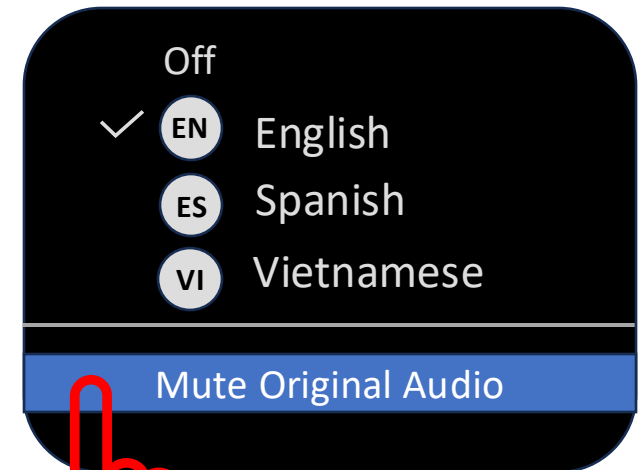 Off
EN English
ES Spanish
VI Vietnamese
Mute Original Audio